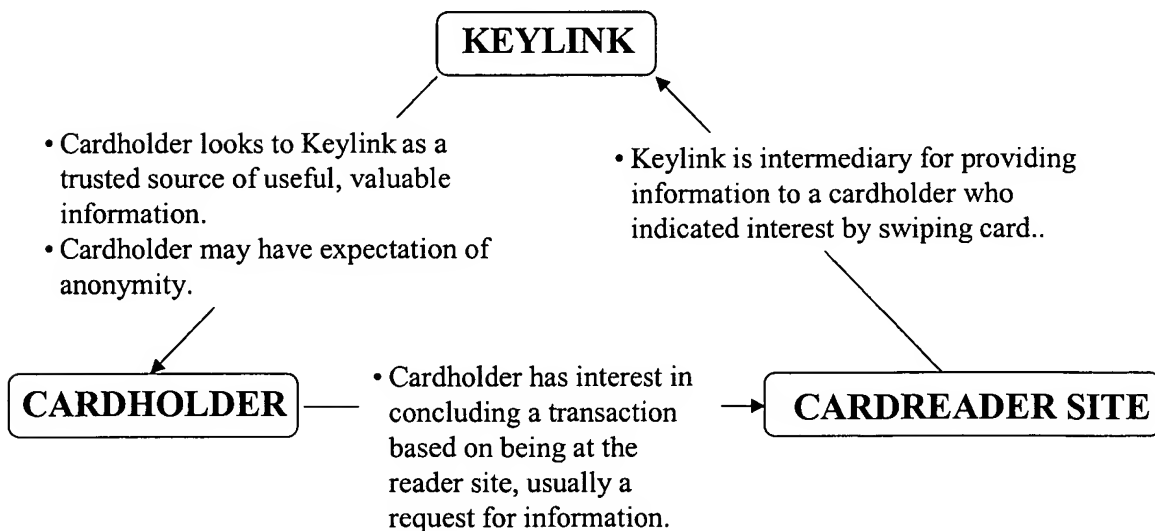 KEYLINK
• Cardholder looks to Keylink as a
trusted source of useful, valuable
information.
• Cardholder may have expectation of
anonymity.
• Keylink is intermediary for providing
information to a cardholder who
indicated interest by swiping card..
CARDHOLDER
• Cardholder has interest in
concluding a transaction
based on being at the
reader site, usually a
request for information.
CARDREADER SITE